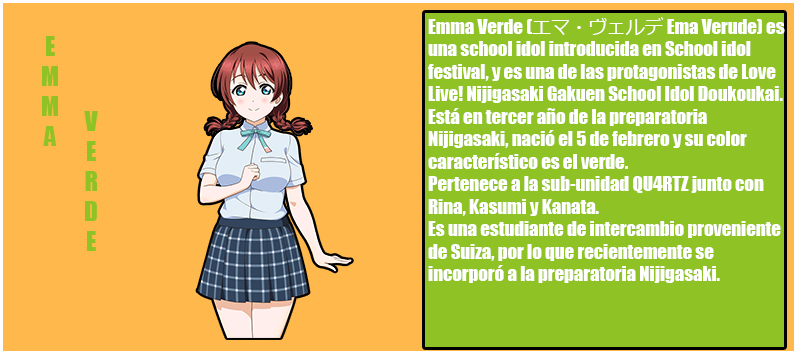 EMMA
VERDE
Emma Verde (エマ・ヴェルデ Ema Verude) es
una school idol introducida en School idol
festival, y es una de las protagonistas de Love
Live! Nijigasaki Gakuen School Idol Doukoukai.
Está en tercer año de la preparatoria
Nijigasaki, nació el 5 de febrero y su color
característico es el verde.
Pertenece a la sub-unidad QU4RTZ junto con
Rina, Kasumi y Kanata.
Es una estudiante de intercambio proveniente
de Suiza, por lo que recientemente se
incorporó a la preparatoria Nijigasaki.